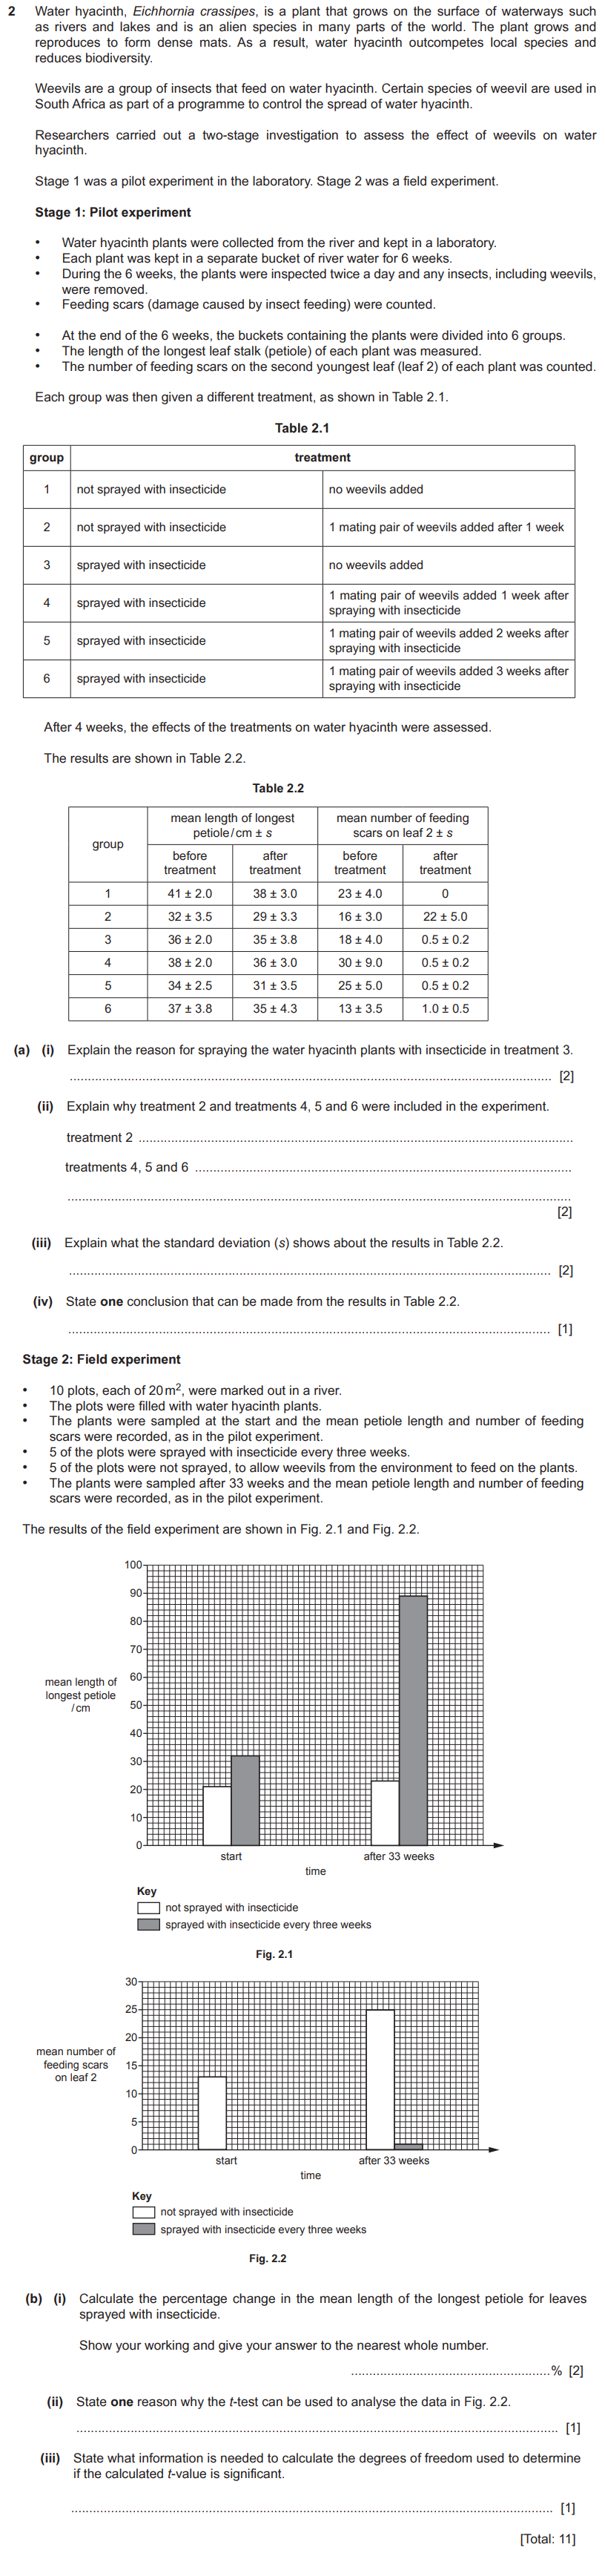 2 Water hyacinth, Eichhornia crassipes, is a plant that grows on the surface of waterways such
as rivers and lakes and is an alien species in many parts of the world. The plant grows and
reproduces to form dense mats. As a result, water hyacinth outcompetes local species and
reduces biodiversity.
Weevils are a group of insects that feed on water hyacinth. Certain species of weevil are used in
South Africa as part of a programme to control the spread of water hyacinth.
Researchers carried out a two-stage investigation to assess the effect of weevils on water
hyacinth.
Stage 1 was a pilot experiment in the laboratory. Stage 2 was a field experiment.
Stage 1: Pilot experiment
• Water hyacinth plants were collected from the river and kept in a laboratory.
• Each plant was kept in a separate bucket of river water for 6 weeks.
• During the 6 weeks, the plants were inspected twice a day and any insects, including weevils,
were removed.
• Feeding scars (damage caused by insect feeding) were counted.
• At the end of the 6 weeks, the buckets containing the plants were divided into 6 groups.
• The length of the longest leaf stalk (petiole) of each plant was measured.
• The number of feeding scars on the second youngest leaf (leaf 2) of each plant was counted.
Each group was then given a different treatment, as shown in Table 2.1.
Table 2.1
group treatment
1 not sprayed with insecticide no weevils added
2 not sprayed with insecticide 1 mating pair of weevils added after 1 week
3 sprayed with insecticide no weevils added
4 sprayed with insecticide 1 mating pair of weevils added 1 week after
spraying with insecticide
5 sprayed with insecticide 1 mating pair of weevils added 2 weeks after
spraying with insecticide
6 sprayed with insecticide 1 mating pair of weevils added 3 weeks after
spraying with insecticide
After 4 weeks, the effects of the treatments on water hyacinth were assessed.
The results are shown in Table 2.2.
Table 2.2
group mean length of longest petiole/cm ± s mean number of feeding scars on leaf 2 ± s
before treatment after treatment before treatment after treatment
1 41 ± 2.0 38 ± 3.0 23 ± 4.0 0
2 32 ± 3.5 29 ± 3.3 16 ± 3.0 22 ± 5.0
3 36 ± 2.0 35 ± 3.8 18 ± 4.0 0.5 ± 0.2
4 38 ± 2.0 36 ± 3.0 30 ± 9.0 0.5 ± 0.2
5 34 ± 2.5 31 ± 3.5 25 ± 5.0 0.5 ± 0.2
6 37 ± 3.8 35 ± 4.3 13 ± 3.5 1.0 ± 0.5
(a) (i) Explain the reason for spraying the water hyacinth plants with insecticide in treatment 3.
[2]
(ii) Explain why treatment 2 and treatments 4, 5 and 6 were included in the experiment.
treatment 2
treatments 4, 5 and 6
[2]
(iii) Explain what the standard deviation (s) shows about the results in Table 2.2.
[2]
(iv) State one conclusion that can be made from the results in Table 2.2.
[1]
Stage 2: Field experiment
• 10 plots, each of 20 m², were marked out in a river.
• The plots were filled with water hyacinth plants.
• The plants were sampled at the start and the mean petiole length and number of feeding
scars were recorded, as in the pilot experiment.
• 5 of the plots were sprayed with insecticide every three weeks.
• 5 of the plots were not sprayed, to allow weevils from the environment to feed on the plants.
• The plants were sampled after 33 weeks and the mean petiole length and number of feeding
scars were recorded, as in the pilot experiment.
The results of the field experiment are shown in Fig. 2.1 and Fig. 2.2.
100
90
80
70
mean length of
longest petiole
/cm
60
50
40
30
20
10
0
start after 33 weeks
time
Key
not sprayed with insecticide
sprayed with insecticide every three weeks
Fig. 2.1
30
25
20
mean number of
feeding scars
on leaf 2
15
10
5
0
start after 33 weeks
time
Key
not sprayed with insecticide
sprayed with insecticide every three weeks
Fig. 2.2
(b) (i) Calculate the percentage change in the mean length of the longest petiole for leaves
sprayed with insecticide.
Show your working and give your answer to the nearest whole number.
% [2]
(ii) State one reason why the t-test can be used to analyse the data in Fig. 2.2.
[1]
(iii) State what information is needed to calculate the degrees of freedom used to determine
if the calculated t-value is significant.
[1]
[Total: 11]